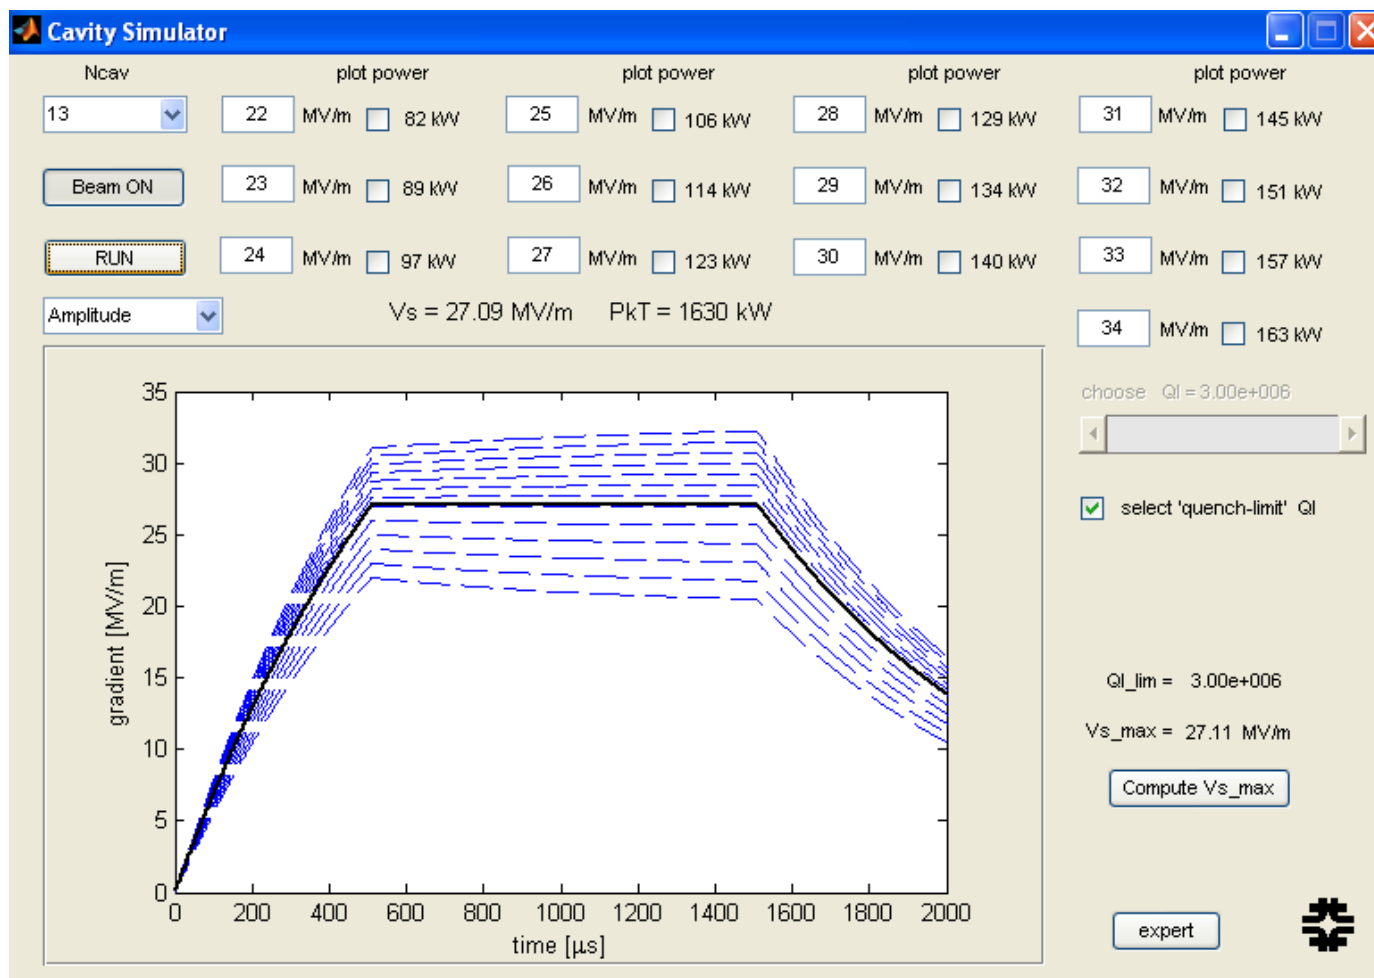 Cavity Simulator
Ncav plot power plot power plot power plot power
13 22 MV/m 82 kW 25 MV/m 106 kW 28 MV/m 129 kW 31 MV/m 145 kW
Beam ON 23 MV/m 89 kW 26 MV/m 114 kW 29 MV/m 134 kW 32 MV/m 151 kW
RUN 24 MV/m 97 kW 27 MV/m 123 kW 30 MV/m 140 kW 33 MV/m 157 kW
Amplitude Vs = 27.09 MV/m PkT = 1630 kW
34 MV/m 163 kW
choose Ql = 3.00e+006
select 'quench-limit' Ql
Ql_lim = 3.00e+006
Vs_max = 27.11 MV/m
Compute Vs_max
expert
gradient [MV/m]
35
30
25
20
15
10
5
0
0 200 400 600 800 1000 1200 1400 1600 1800 2000
time [µs]